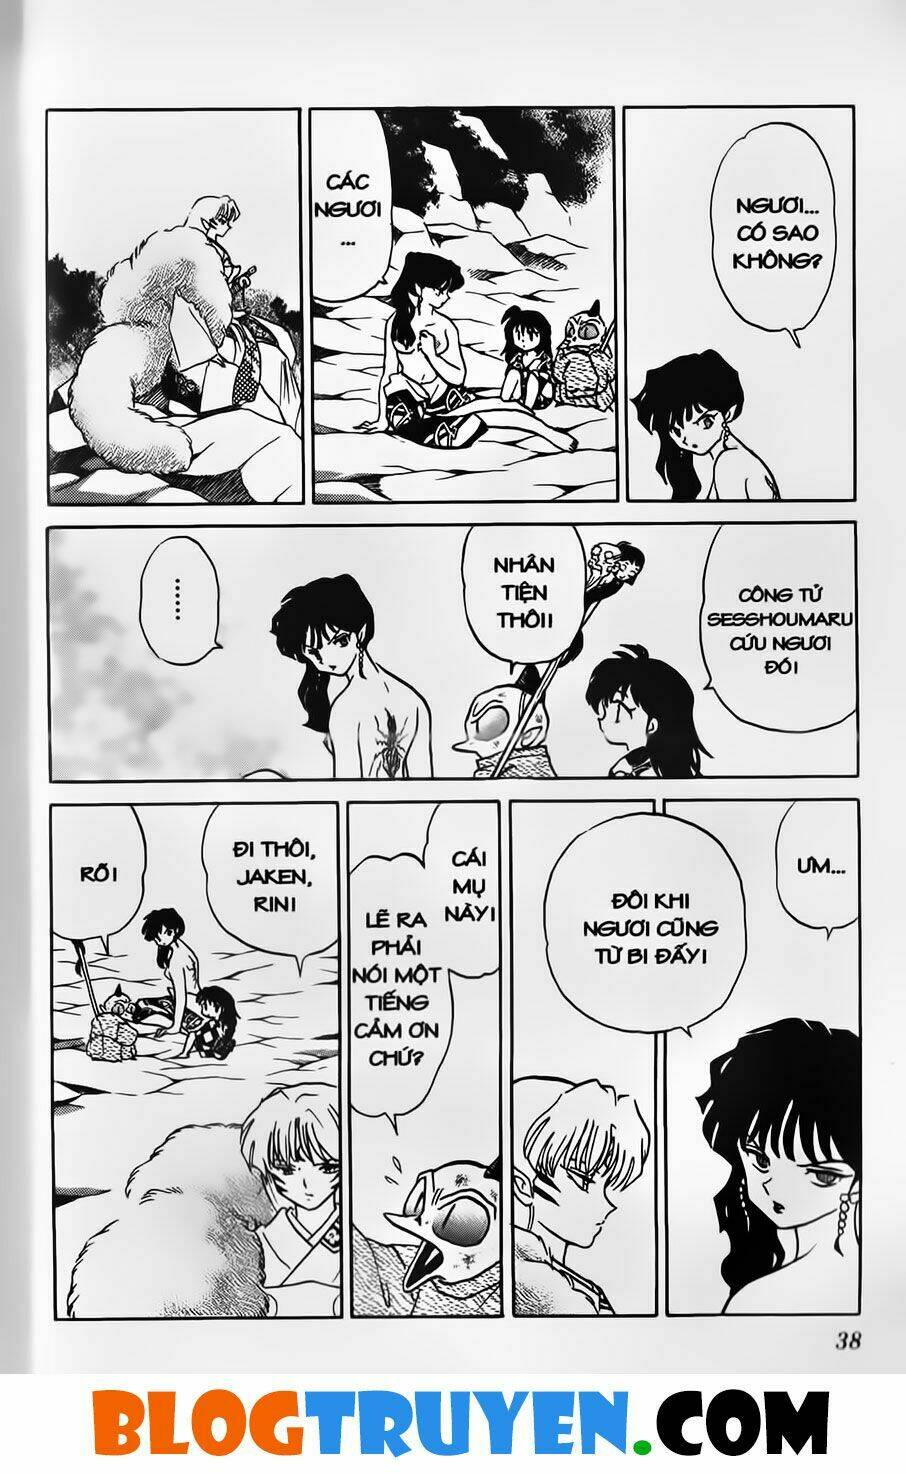 NGƯƠI...
CÓ SAO
KHÔNG?
CÁC
NGƯƠI
...
CÔNG TỬ
SESSHOUMARU
CỨU NGƯƠI
ĐÓ!
NHÂN
TIỆN
THÔI!
......
ƯM...
ĐÔI KHI
NGƯƠI CŨNG
TỪ BI ĐẤY!
CÁI
MỤ
NÀY!
LẼ RA
PHẢI
NÓI MỘT
TIẾNG
CẢM ƠN
CHỨ?
ĐI THÔI,
JAKEN,
RIN!
RÕ!
38
BLOGTRUYEN.COM